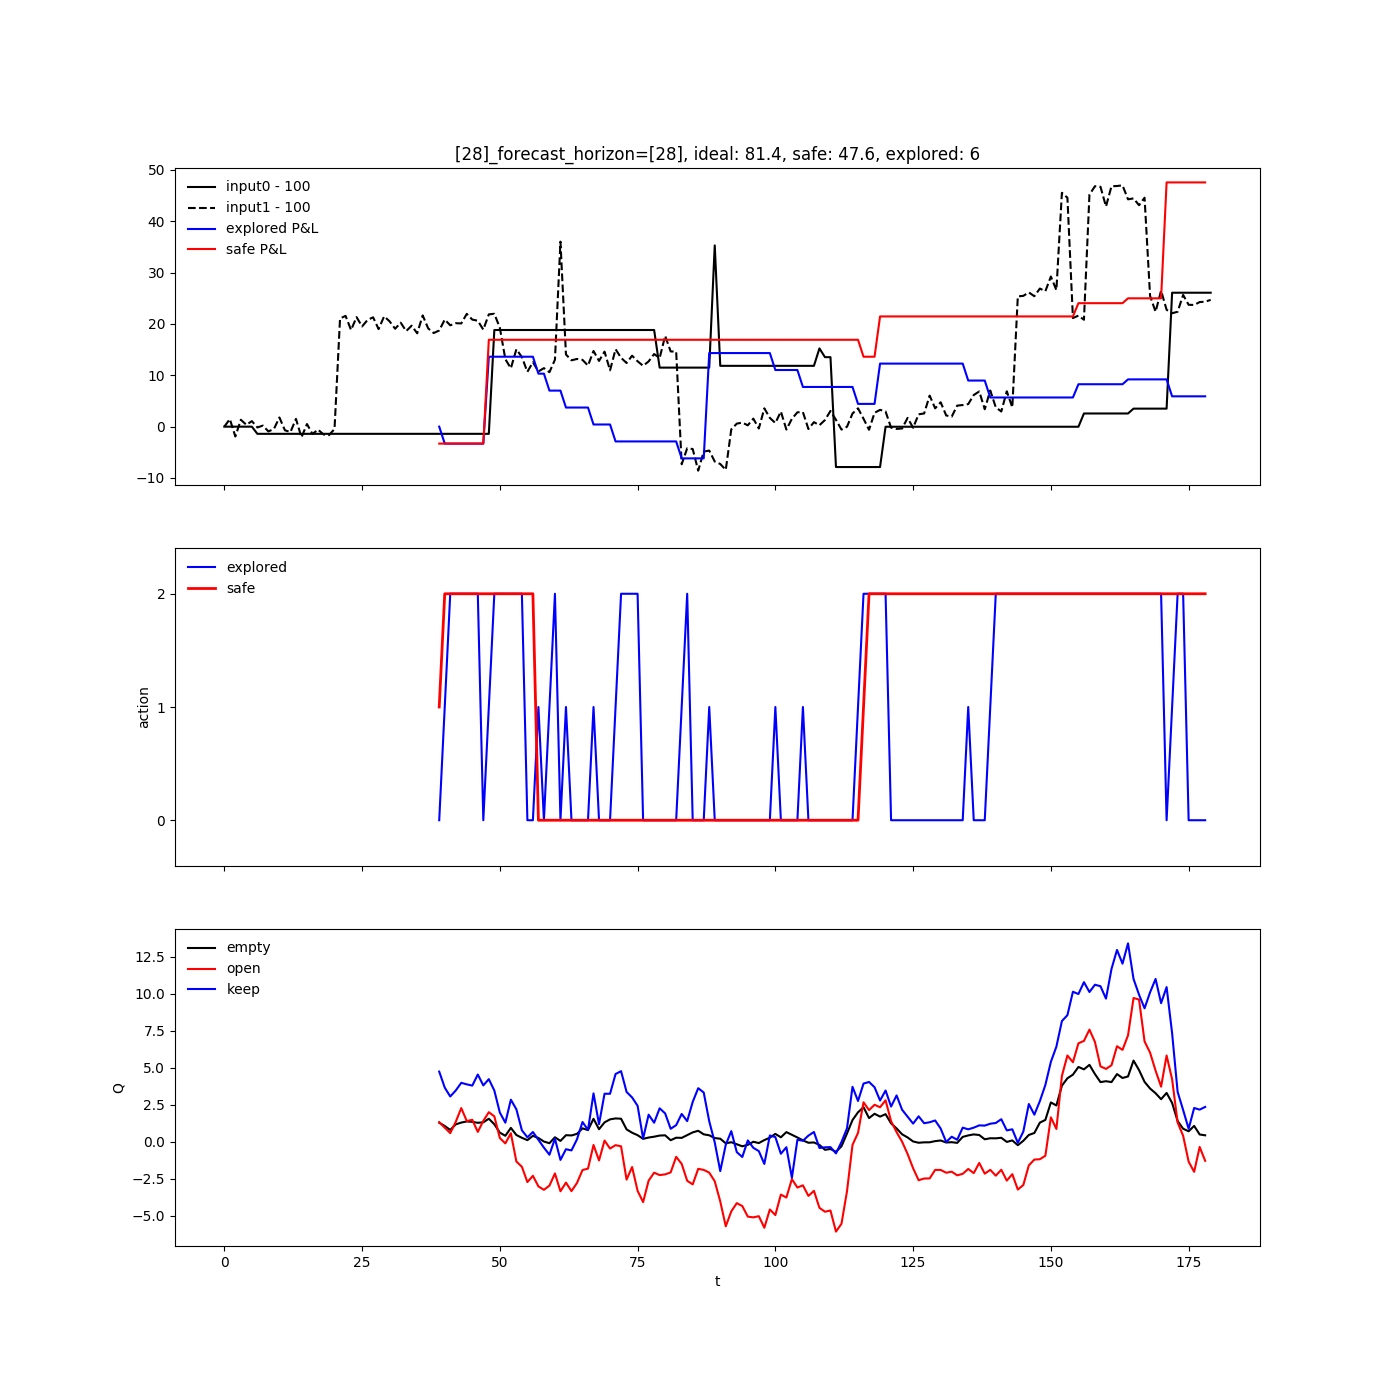 [28]_forecast_horizon=[28], ideal: 81.4, safe: 47.6, explored: 6
50
40
30
20
10
0
−10
input0 - 100
input1 - 100
explored P&L
safe P&L
action
2
1
0
explored
safe
Q
12.5
10.0
7.5
5.0
2.5
0.0
−2.5
−5.0
empty
open
keep
0 25 50 75 100 125 150 175
t